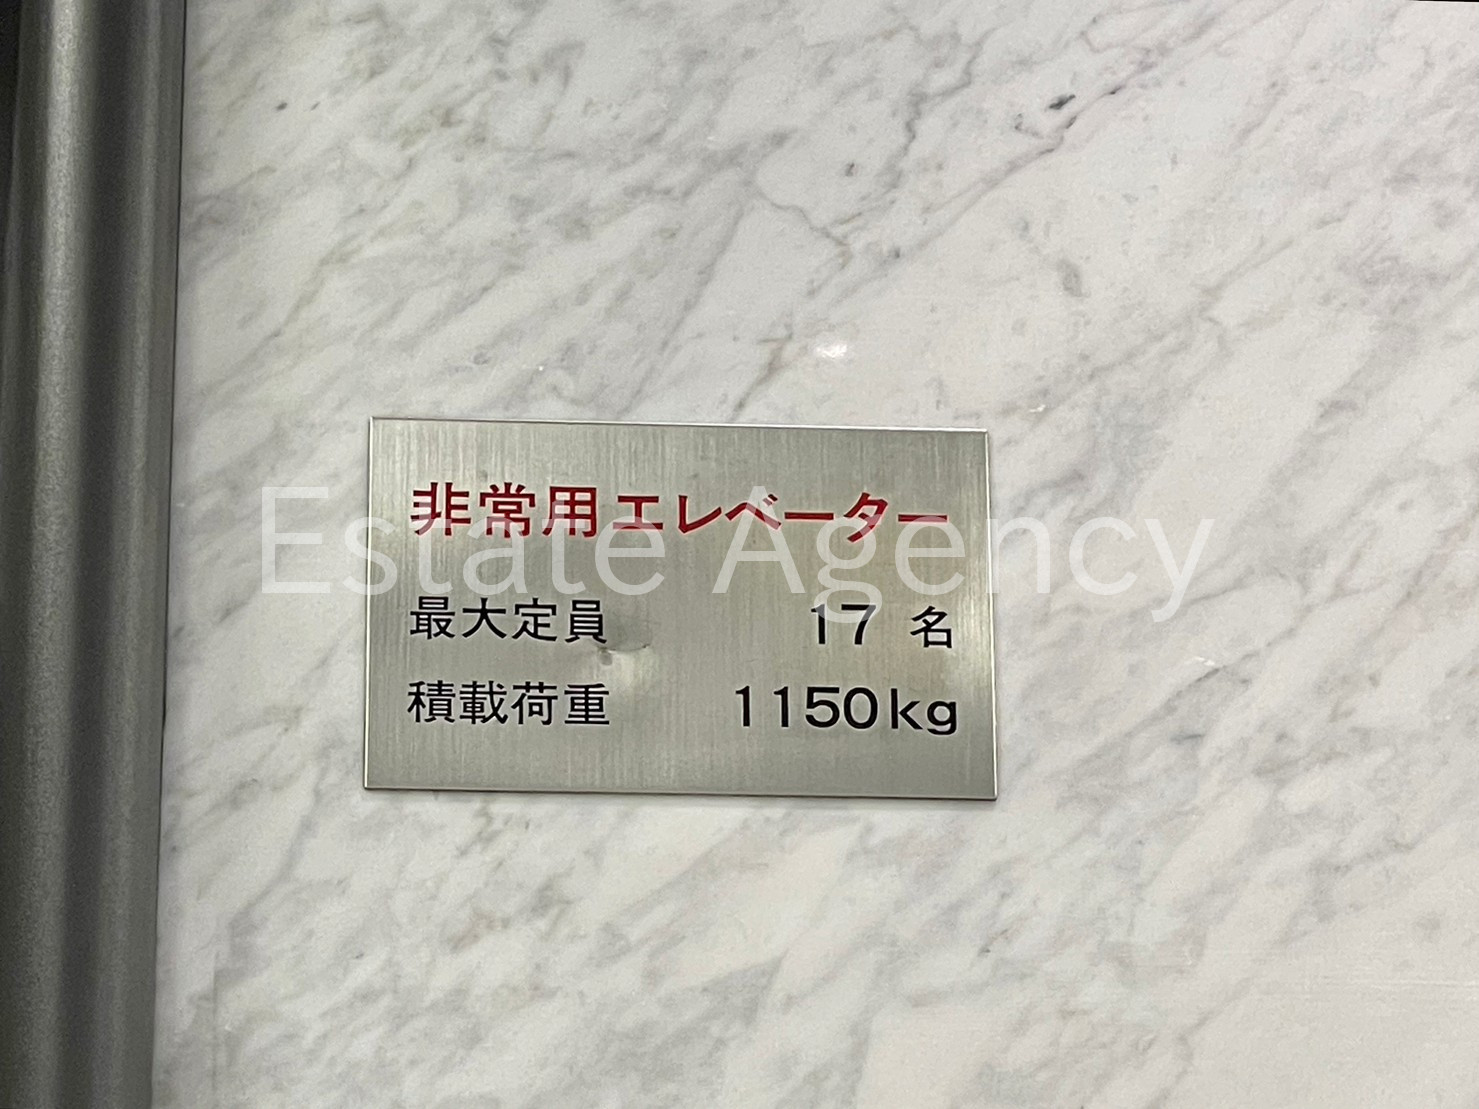 非常用エレベーター
Estate Agency
最大定員 17 名
積載荷重 1150kg